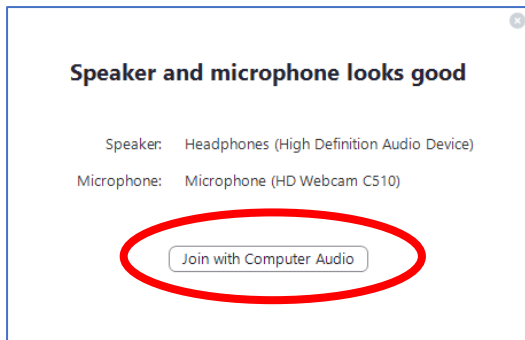 Speaker and microphone looks good
Speaker: Headphones (High Definition Audio Device)
Microphone: Microphone (HD Webcam C510)
Join with Computer Audio